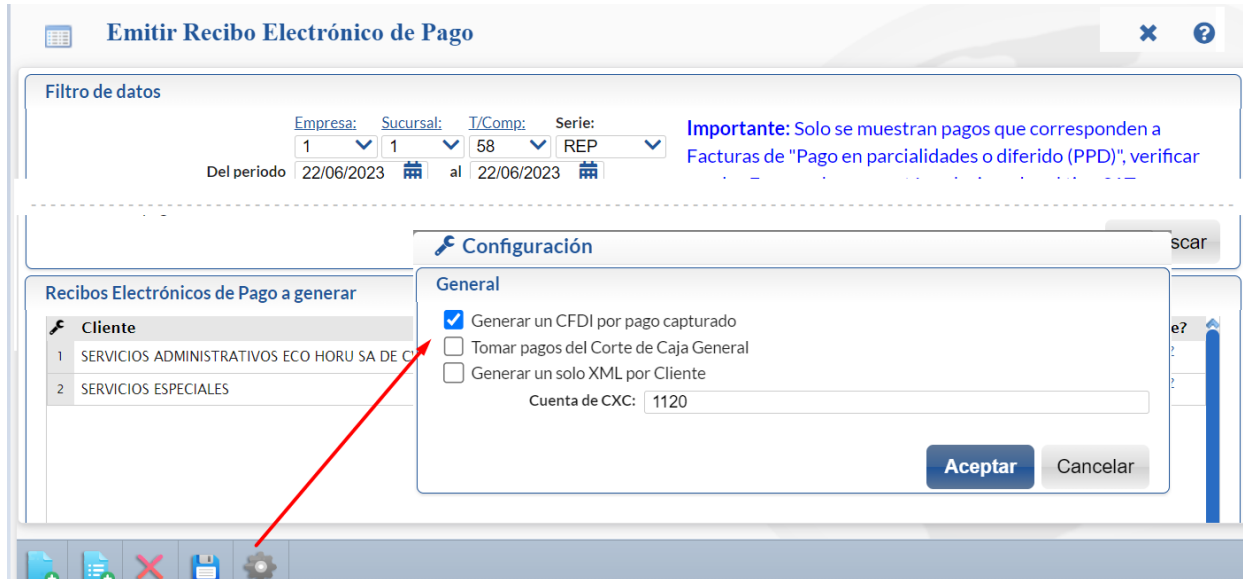 Emitir Recibo Electrónico de Pago
Filtro de datos
Empresa: Sucursal: T/Comp: Serie:
1 1 58 REP
Del periodo 22/06/2023 al 22/06/2023
Importante: Solo se muestran pagos que corresponden a
Facturas de "Pago en parcialidades o diferido (PPD)", verificar
scar
Configuración
General
Generar un CFDI por pago capturado
Tomar pagos del Corte de Caja General
Generar un solo XML por Cliente
Cuenta de CXC: 1120
Aceptar Cancelar
Recibos Electrónicos de Pago a generar
Cliente e?
1 SERVICIOS ADMINISTRATIVOS ECO HORU SA DE C
2 SERVICIOS ESPECIALES